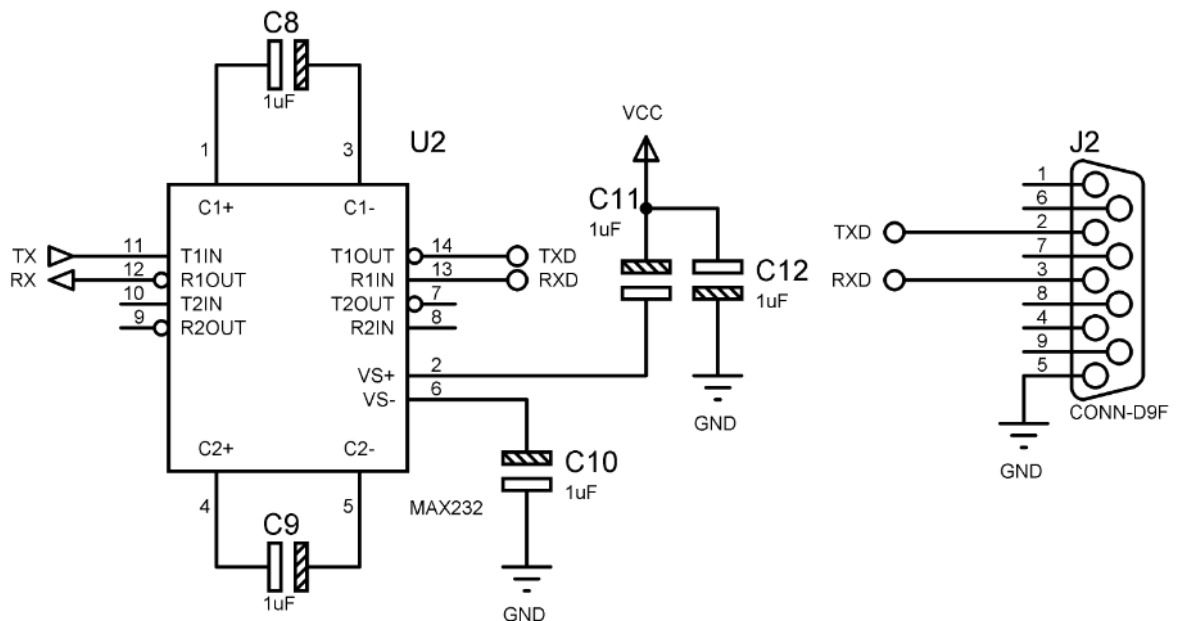 C8
1uF
1
3
U2
C1+
C1-
TX
11
T1IN
T1OUT
14
TXD
RX
12
R1OUT
R1IN
13
RXD
10
T2IN
T2OUT
7
9
R2OUT
R2IN
8
VS+
2
VS-
6
C2+
C2-
4
5
MAX232
C9
1uF
C10
1uF
GND
VCC
C11
1uF
C12
1uF
GND
J2
1
6
TXD
2
7
RXD
3
8
4
9
5
CONN-D9F
GND